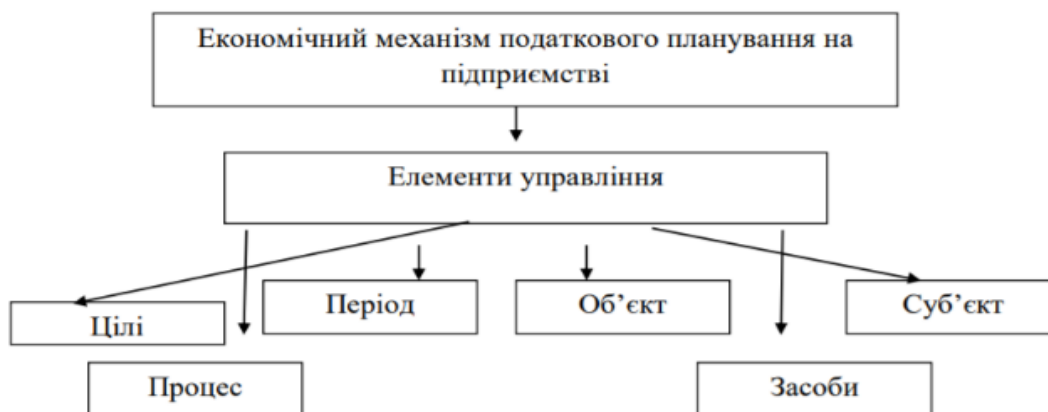 Економічний механізм податкового планування на
підприємстві
Елементи управління
Цілі
Період
Об’єкт
Суб’єкт
Процес
Засоби